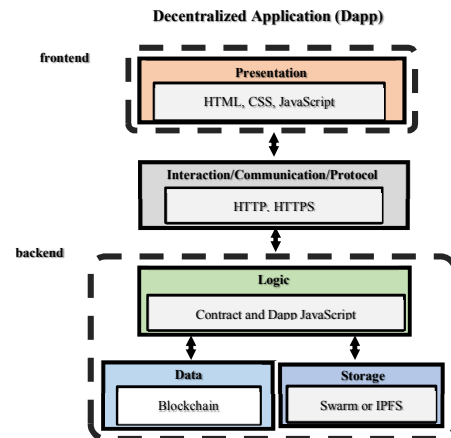 Decentralized Application (Dapp)
frontend
Presentation
HTML, CSS, JavaScript
Interaction/Communication/Protocol
HTTP, HTTPS
backend
Logic
Contract and Dapp JavaScript
Data
Blockchain
Storage
Swarm or IPFS